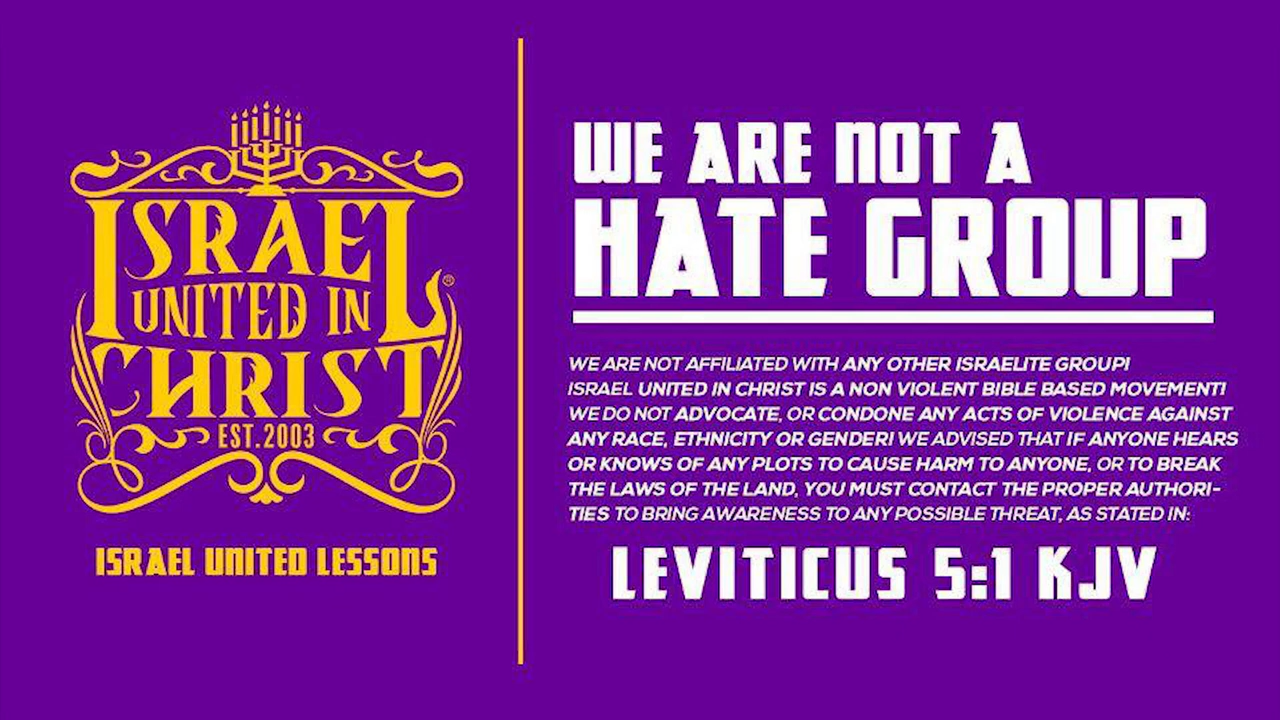 ISRAEL
UNITED IN
CHRIST
EST. 2003
ISRAEL UNITED LESSONS
WE ARE NOT A
HATE GROUP
WE ARE NOT AFFILIATED WITH ANY OTHER ISRAELITE GROUP!
ISRAEL UNITED IN CHRIST IS A NON VIOLENT BIBLE BASED MOVEMENT!
WE DO NOT ADVOCATE, OR CONDONE ANY ACTS OF VIOLENCE AGAINST
ANY RACE, ETHNICITY OR GENDER! WE ADVISED THAT IF ANYONE HEARS
OR KNOWS OF ANY PLOTS TO CAUSE HARM TO ANYONE, OR TO BREAK
THE LAWS OF THE LAND, YOU MUST CONTACT THE PROPER AUTHORI-
TIES TO BRING AWARENESS TO ANY POSSIBLE THREAT, AS STATED IN:
LEVITICUS 5:1 KJV